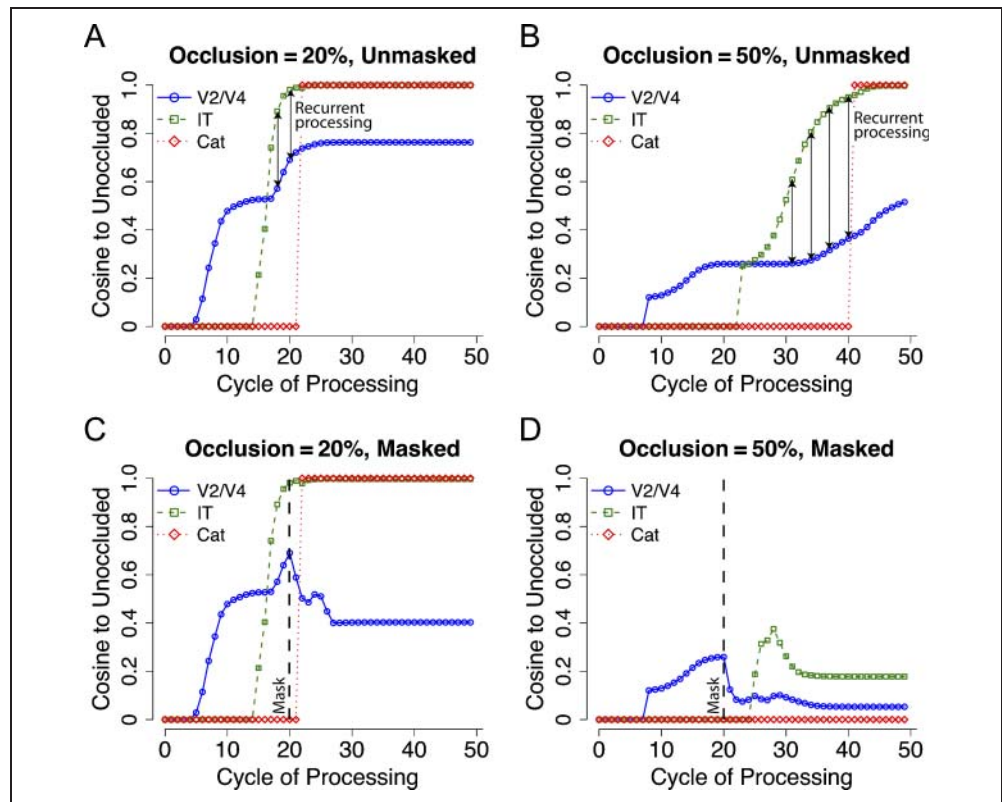 A
Occlusion = 20%, Unmasked
V2/V4
IT
Cat
Recurrent
processing
Cosine to Unoccluded
0 0.2 0.4 0.6 0.8 1.0
0 10 20 30 40 50
Cycle of Processing
B
Occlusion = 50%, Unmasked
V2/V4
IT
Cat
Recurrent
processing
Cosine to Unoccluded
0 0.2 0.4 0.6 0.8 1.0
0 10 20 30 40 50
Cycle of Processing
C
Occlusion = 20%, Masked
V2/V4
IT
Cat
Mask
Cosine to Unoccluded
0 0.2 0.4 0.6 0.8 1.0
0 10 20 30 40 50
Cycle of Processing
D
Occlusion = 50%, Masked
V2/V4
IT
Cat
Mask
Cosine to Unoccluded
0 0.2 0.4 0.6 0.8 1.0
0 10 20 30 40 50
Cycle of Processing